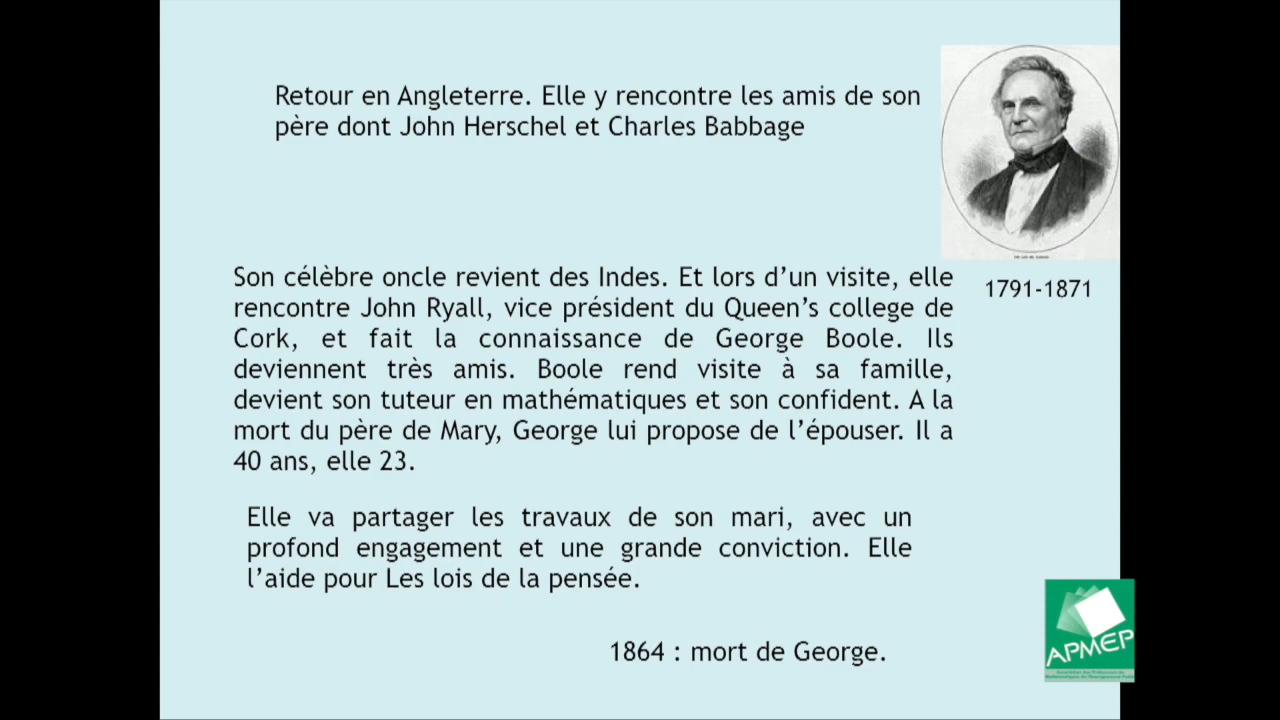 Retour en Angleterre. Elle y rencontre les amis de son
père dont John Herschel et Charles Babbage
Son célèbre oncle revient des Indes. Et lors d’un visite, elle
rencontre John Ryall, vice président du Queen’s college de
Cork, et fait la connaissance de George Boole. Ils
deviennent très amis. Boole rend visite à sa famille,
devient son tuteur en mathématiques et son confident. A la
mort du père de Mary, George lui propose de l’épouser. Il a
40 ans, elle 23.
1791-1871
Elle va partager les travaux de son mari, avec un
profond engagement et une grande conviction. Elle
l’aide pour Les lois de la pensée.
1864 : mort de George.
APMEP